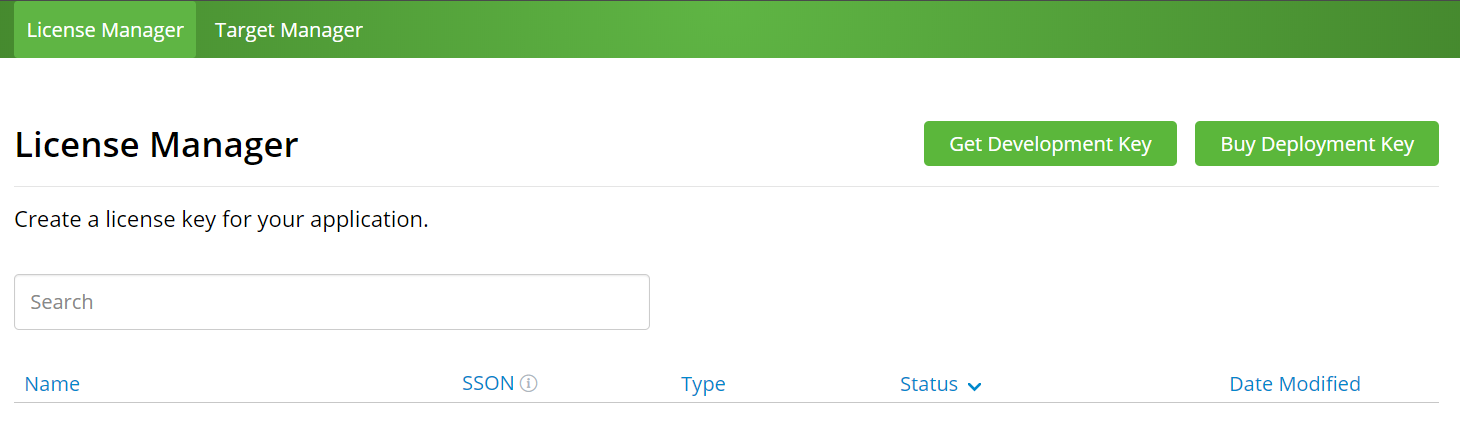 License Manager Target Manager
License Manager Get Development Key Buy Deployment Key
Create a license key for your application.
Search
Name SSON Type Status Date Modified